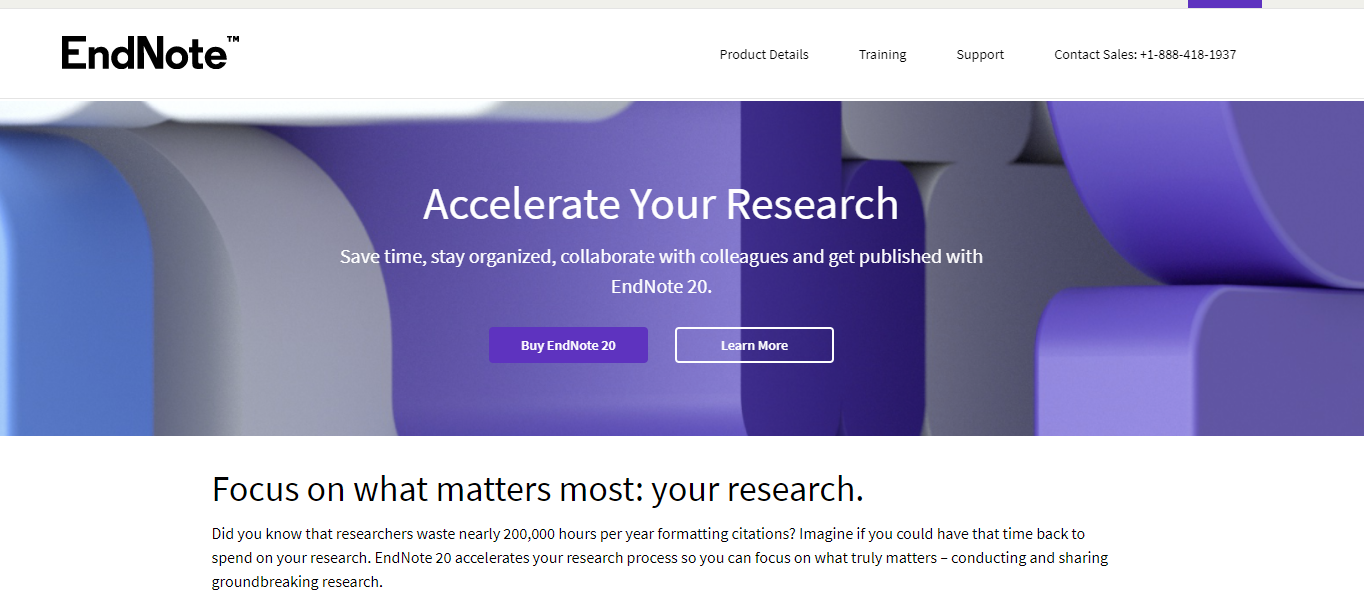 EndNote™
Product Details
Training
Support
Contact Sales: +1-888-418-1937
Accelerate Your Research
Save time, stay organized, collaborate with colleagues and get published with
EndNote 20.
Buy EndNote 20
Learn More
Focus on what matters most: your research.
Did you know that researchers waste nearly 200,000 hours per year formatting citations? Imagine if you could have that time back to
spend on your research. EndNote 20 accelerates your research process so you can focus on what truly matters – conducting and sharing
groundbreaking research.